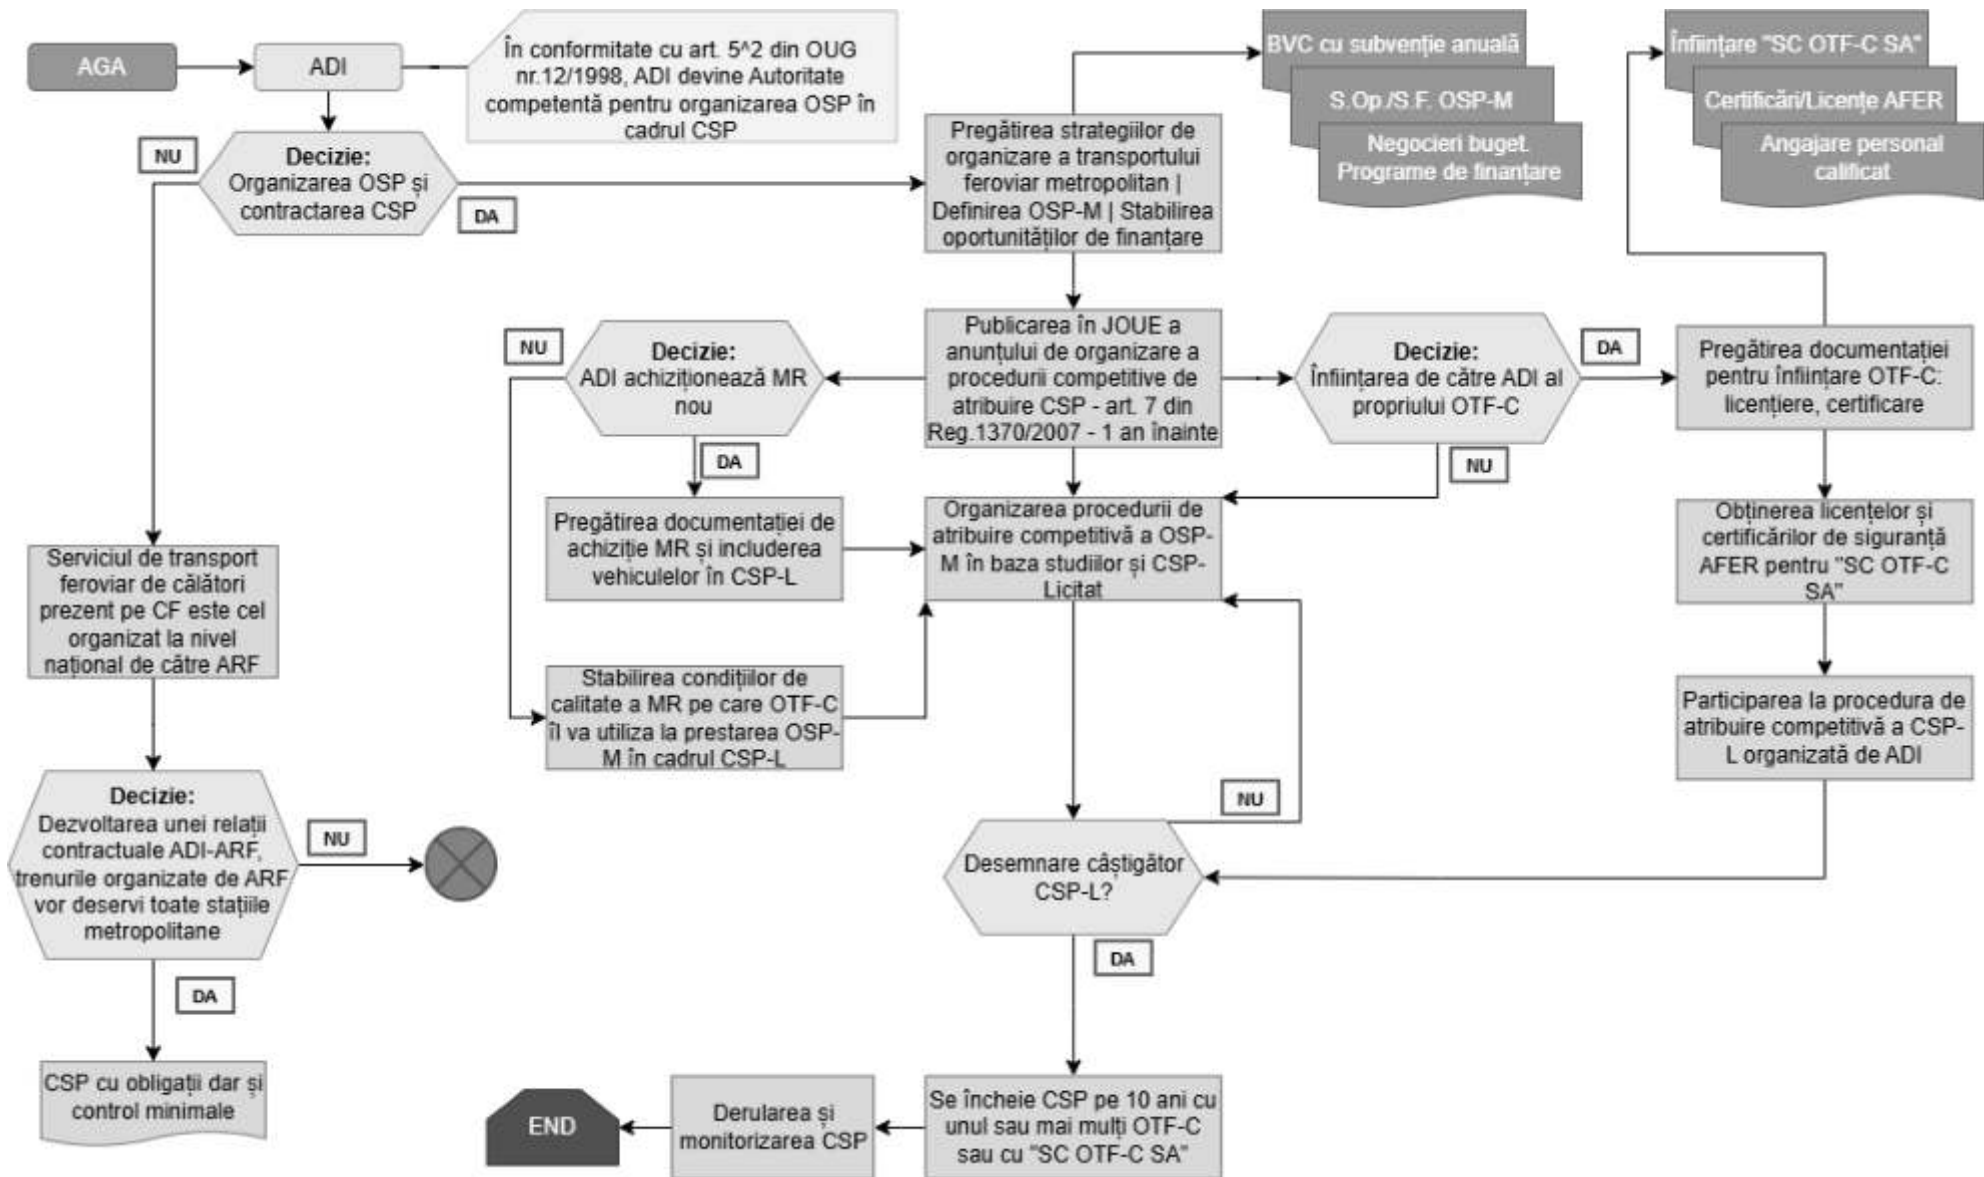 AGA
ADI
În conformitate cu art. 5^2 din OUG
nr.12/1998, ADI devine Autoritate
competentă pentru organizarea OSP în
cadrul CSP
NU
Decizie:
Organizarea OSP și
contractarea CSP
DA
Pregătirea strategiilor de
organizare a transportului
feroviar metropolitan |
Definirea OSP-M | Stabilirea
oportunităților de finanțare
BVC cu subvenție anuală
S.Op./S.F. OSP-M
Negocieri buget.
Programe de finanțare
Înființare "SC OTF-C SA"
Certificări/Licențe AFER
Angajare personal
calificat
NU
Decizie:
ADI achiziționează MR
nou
DA
Publicarea în JOUE a
anunțului de organizare a
procedurii competitive de
atribuire CSP - art. 7 din
Reg.1370/2007 - 1 an înainte
Decizie:
Înființarea de către ADI al
propriului OTF-C
DA
NU
Pregătirea documentației
pentru înființare OTF-C:
licențiere, certificare
Pregătirea documentației de
achiziție MR și includerea
vehiculelor în CSP-L
Organizarea procedurii de
atribuire competitivă a OSP-
M în baza studiilor și CSP-
Licitat
Obținerea licențelor și
certificărilor de siguranță
AFER pentru "SC OTF-C
SA"
Serviciul de transport
feroviar de călători
prezent pe CF este cel
organizat la nivel
național de către ARF
Stabilirea condițiilor de
calitate a MR pe care OTF-C
îl va utiliza la prestarea OSP-
M în cadrul CSP-L
Participarea la procedura de
atribuire competitivă a CSP-
L organizată de ADI
Decizie:
Dezvoltarea unei relații
contractuale ADI-ARF,
trenurile organizate de ARF
vor deservi toate stațiile
metropolitane
NU
DA
NU
Desemnare câștigător
CSP-L?
DA
CSP cu obligații dar și
control minimale
END
Derularea și
monitorizarea CSP
Se încheie CSP pe 10 ani cu
unul sau mai mulți OTF-C
sau cu "SC OTF-C SA"